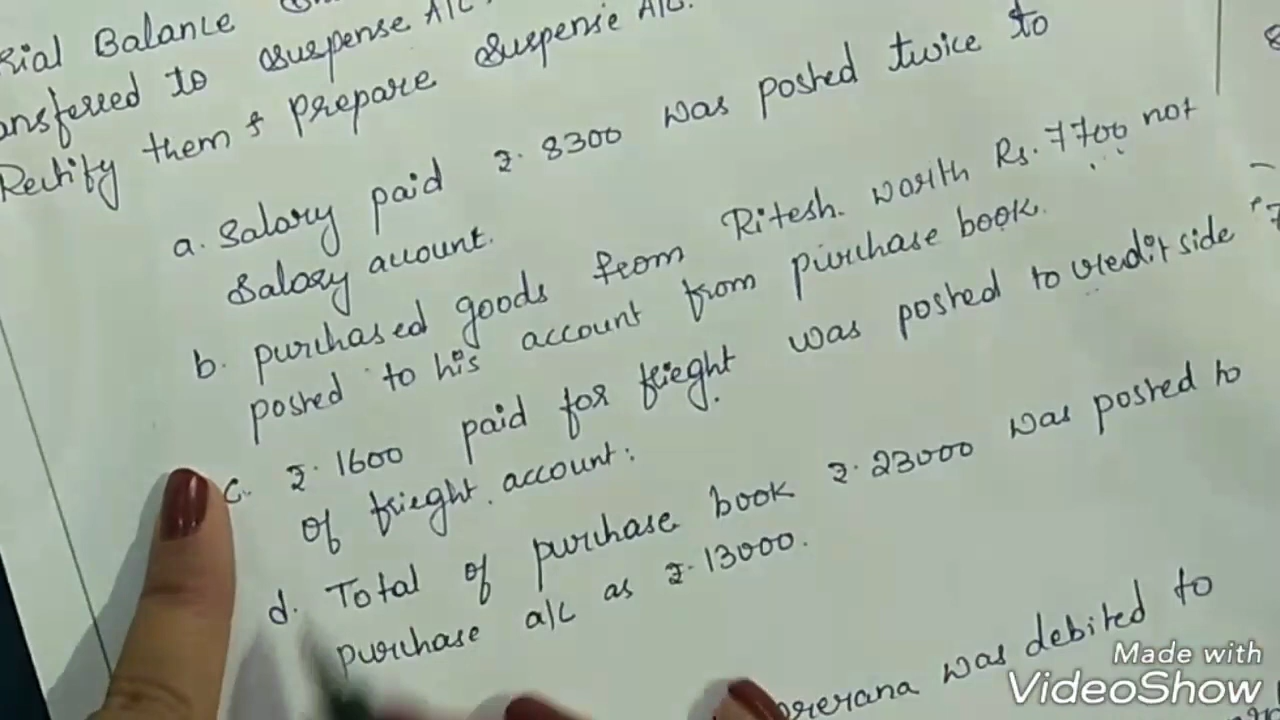 Balance
to suspense A/c.
Rectify them & Prepare suspense A/c.
a. Salary paid ₹. 8300 was posted twice to
Salary account.
b. purchased goods from Ritesh. worth Rs. 7700 not
posted to his account from purchase book.
c. ₹. 1600 paid for frieght was posted to credit side
of frieght account.
d. Total of purchase book ₹. 23000 was posted to
purchase a/c as ₹. 13000.
was debited to
Made with
VideoShow